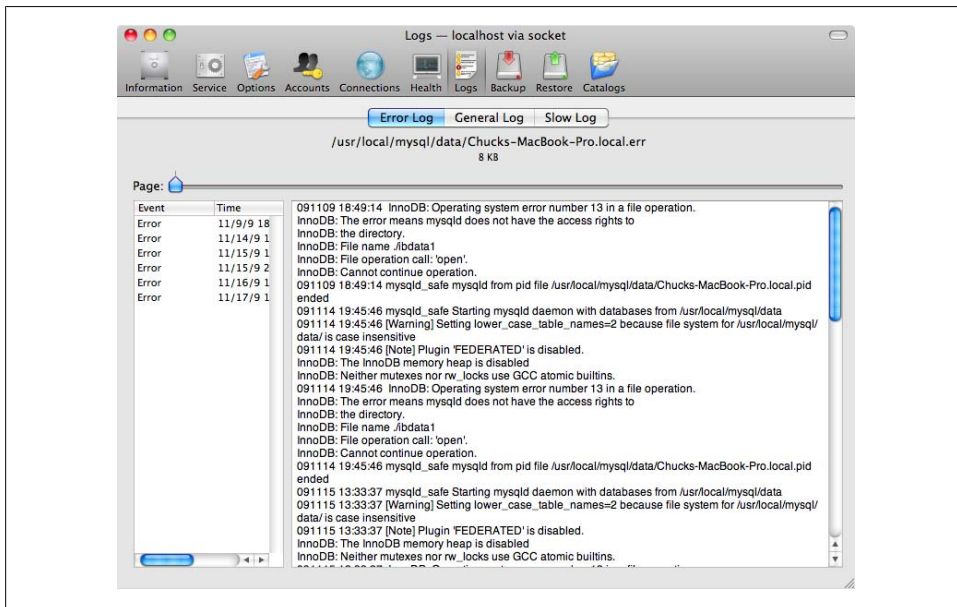 Logs — localhost via socket
Information Service Options Accounts Connections Health Logs Backup Restore Catalogs
Error Log General Log Slow Log
/usr/local/mysql/data/Chucks-MacBook-Pro.local.err
8 KB
Page:
Event Time
Error 11/9/9 18
Error 11/14/9 1
Error 11/15/9 1
Error 11/15/9 2
Error 11/16/9 1
Error 11/17/9 1
091109 18:49:14 InnoDB: Operating system error number 13 in a file operation.
InnoDB: The error means mysqld does not have the access rights to
InnoDB: the directory.
InnoDB: File name ./ibdata1
InnoDB: File operation call: 'open'.
InnoDB: Cannot continue operation.
091109 18:49:14 mysqld_safe mysqld from pid file /usr/local/mysql/data/Chucks-MacBook-Pro.local.pid
ended
091114 19:45:46 mysqld_safe Starting mysqld daemon with databases from /usr/local/mysql/data
091114 19:45:46 [Warning] Setting lower_case_table_names=2 because file system for /usr/local/mysql/
data/ is case insensitive
091114 19:45:46 [Note] Plugin 'FEDERATED' is disabled.
InnoDB: The InnoDB memory heap is disabled
InnoDB: Neither mutexes nor rw_locks use GCC atomic builtins.
091114 19:45:46 InnoDB: Operating system error number 13 in a file operation.
InnoDB: The error means mysqld does not have the access rights to
InnoDB: the directory.
InnoDB: File name ./ibdata1
InnoDB: File operation call: 'open'.
InnoDB: Cannot continue operation.
091114 19:45:46 mysqld_safe mysqld from pid file /usr/local/mysql/data/Chucks-MacBook-Pro.local.pid
ended
091115 13:33:37 mysqld_safe Starting mysqld daemon with databases from /usr/local/mysql/data
091115 13:33:37 [Warning] Setting lower_case_table_names=2 because file system for /usr/local/mysql/
data/ is case insensitive
091115 13:33:37 [Note] Plugin 'FEDERATED' is disabled.
InnoDB: The InnoDB memory heap is disabled
InnoDB: Neither mutexes nor rw_locks use GCC atomic builtins.